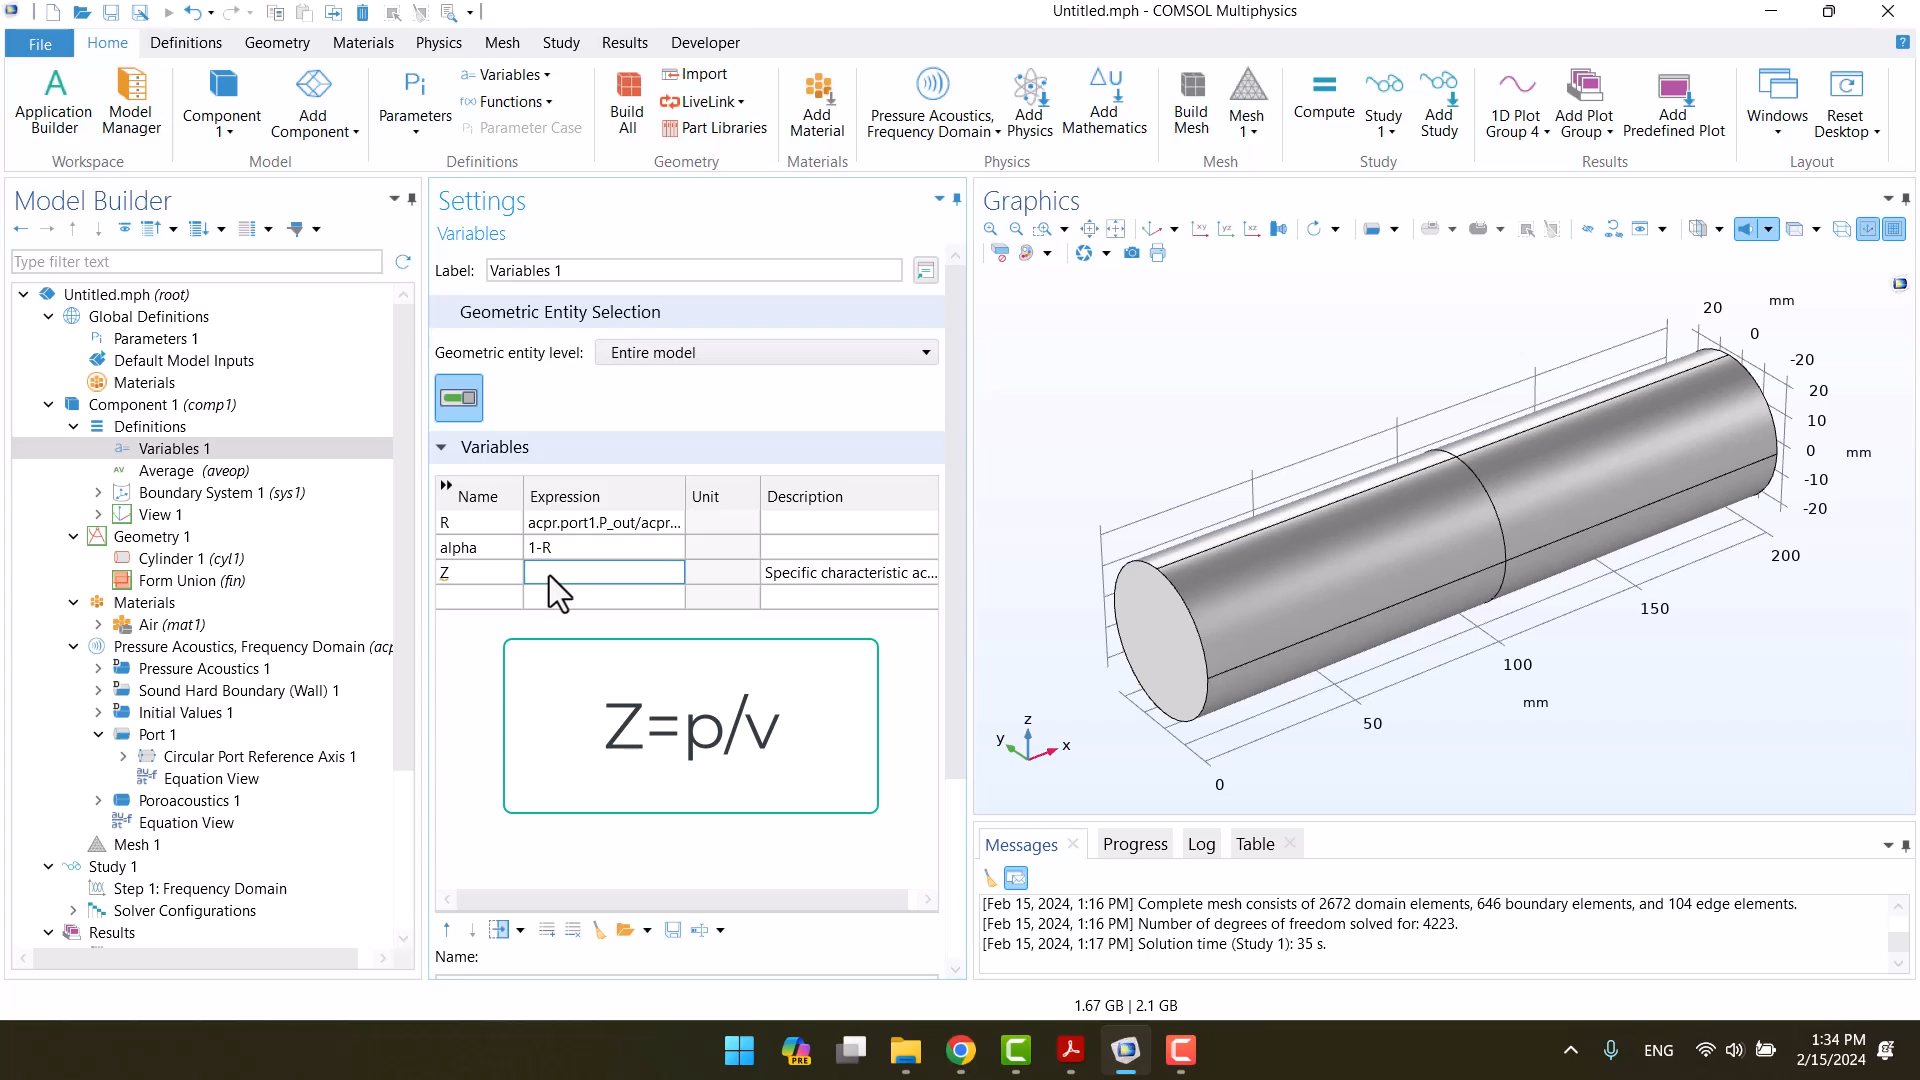 Untitled.mph - COMSOL Multiphysics
File Home Definitions Geometry Materials Physics Mesh Study Results Developer
Application Builder
Model Manager
Workspace
Component 1
Add Component
Model
Pi
Parameters
a= Variables
f(x) Functions
Pi Parameter Case
Definitions
Build All
Import
LiveLink
Part Libraries
Geometry
Add Material
Materials
Pressure Acoustics, Frequency Domain
Add Physics
ΔU
Add Mathematics
Physics
Build Mesh
Mesh 1
Mesh
Compute
Study 1
Add Study
Study
1D Plot Group 4
Add Plot Group
Add Predefined Plot
Results
Windows
Reset Desktop
Layout
Model Builder
Type filter text
Untitled.mph (root)
Global Definitions
Pi Parameters 1
Default Model Inputs
Materials
Component 1 (comp1)
Definitions
a= Variables 1
AV Average (aveop)
Boundary System 1 (sys1)
View 1
Geometry 1
Cylinder 1 (cyl1)
Form Union (fin)
Materials
Air (mat1)
Pressure Acoustics, Frequency Domain (acp
Pressure Acoustics 1
Sound Hard Boundary (Wall) 1
Initial Values 1
Port 1
Circular Port Reference Axis 1
Equation View
Poroacoustics 1
Equation View
Mesh 1
Study 1
Step 1: Frequency Domain
Solver Configurations
Results
Settings
Variables
Label: Variables 1
Geometric Entity Selection
Geometric entity level: Entire model
Variables
Name Expression Unit Description
R acpr.port1.P_out/acpr...
alpha 1-R
Z Specific characteristic ac...
Z=p/v
Name:
Graphics
xy yz xz
20 mm
0
-20
20
10
0 mm
-10
-20
200
150
100
mm
50
0
z
y x
Messages Progress Log Table
[Feb 15, 2024, 1:16 PM] Complete mesh consists of 2672 domain elements, 646 boundary elements, and 104 edge elements.
[Feb 15, 2024, 1:16 PM] Number of degrees of freedom solved for: 4223.
[Feb 15, 2024, 1:17 PM] Solution time (Study 1): 35 s.
1.67 GB | 2.1 GB
PRE
ENG
1:34 PM
2/15/2024